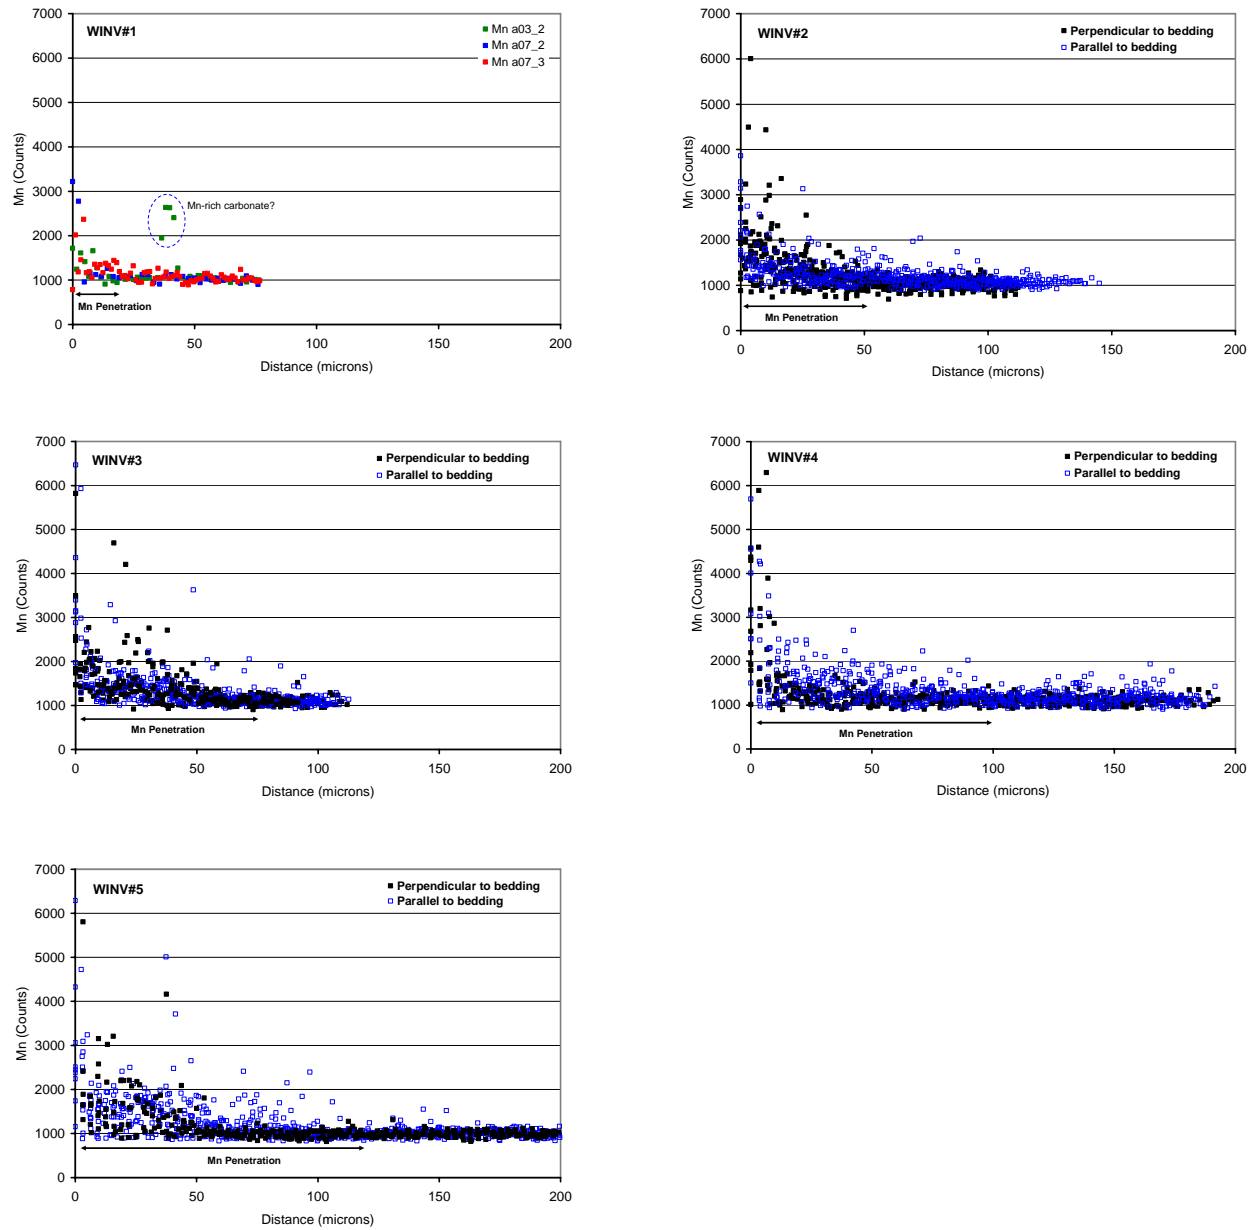 WINV#1
Mn a03_2
Mn a07_2
Mn a07_3
7000
6000
5000
4000
3000
2000
1000
0
Mn (Counts)
Mn-rich carbonate?
Mn Penetration
0 50 100 150 200
Distance (microns)
WINV#2
Perpendicular to bedding
Parallel to bedding
7000
6000
5000
4000
3000
2000
1000
0
Mn (Counts)
Mn Penetration
0 50 100 150 200
Distance (microns)
WINV#3
Perpendicular to bedding
Parallel to bedding
7000
6000
5000
4000
3000
2000
1000
0
Mn (Counts)
Mn Penetration
0 50 100 150 200
Distance (microns)
WINV#4
Perpendicular to bedding
Parallel to bedding
7000
6000
5000
4000
3000
2000
1000
0
Mn (Counts)
Mn Penetration
0 50 100 150 200
Distance (microns)
WINV#5
Perpendicular to bedding
Parallel to bedding
7000
6000
5000
4000
3000
2000
1000
0
Mn (Counts)
Mn Penetration
0 50 100 150 200
Distance (microns)